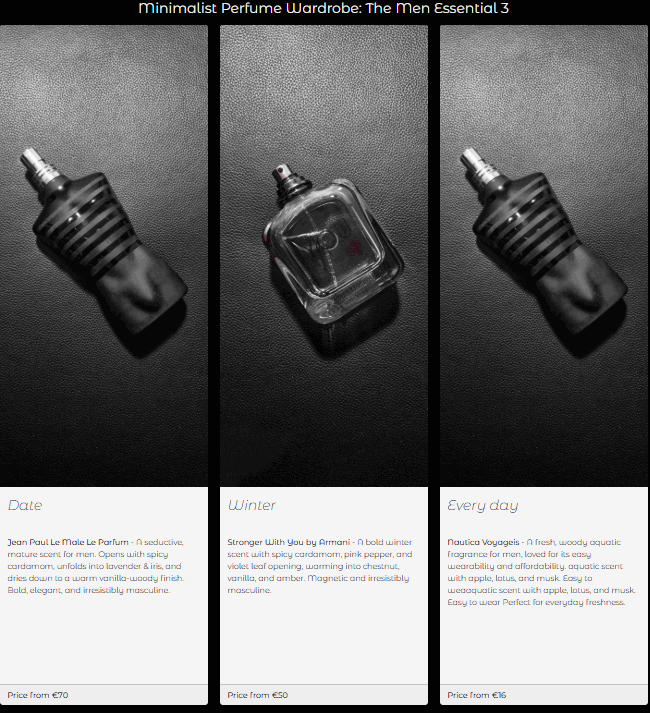 Minimalist Perfume Wardrobe: The Men Essential 3
Date
Jean Paul Le Male Le Parfum - A seductive,
mature scent for men. Opens with spicy
cardamom, unfolds into lavender & iris, and
dries down to a warm vanilla-woody finish.
Bold, elegant, and irresistibly masculine.
Price from €70
Winter
Stronger With You by Armani - A bold winter
scent with spicy cardamom, pink pepper, and
violet leaf opening, warming into chestnut,
vanilla, and amber. Magnetic and irresistibly
masculine.
Price from €50
Every day
Nautica Voyageis - A fresh, woody aquatic
fragrance for men, loved for its easy
wearability and affordability. aquatic scent
with apple, lotus, and musk. Easy to
weaaquatic scent with apple, lotus, and musk.
Easy to wear Perfect for everyday freshness.
Price from €16